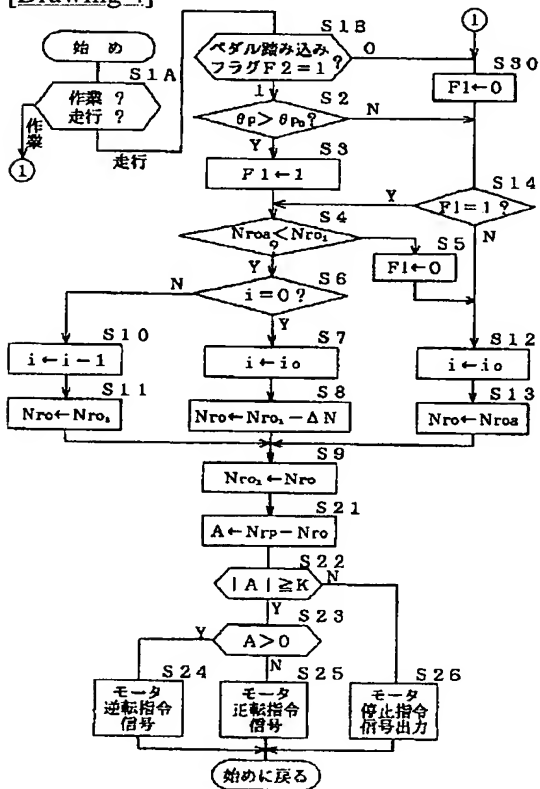 [Drawing 4]
始め
S1A
作業?
走行?
作業
①
走行
S1B
ペダル踏み込み
フラグF2=1?
0
1
①
S30
F1←0
S2
θp>θp₀?
N
Y
S3
F1←1
S14
F1=1?
Y
N
S4
Nroa<Nro₁
?
Y
S5
F1←0
S6
i=0?
N
Y
S10
i←i-1
S11
Nro←Nro₁
S7
i←io
S8
Nro←Nro₁-ΔN
S12
i←io
S13
Nro←Nroa
S9
Nro₁←Nro
S21
A←Nrp-Nro
S22
|A|≧K
N
Y
S23
A>0
Y
N
S24
モータ
逆転指令
信号
S25
モータ
正転指令
信号
S26
モータ
停止指令
信号出力
始めに戻る